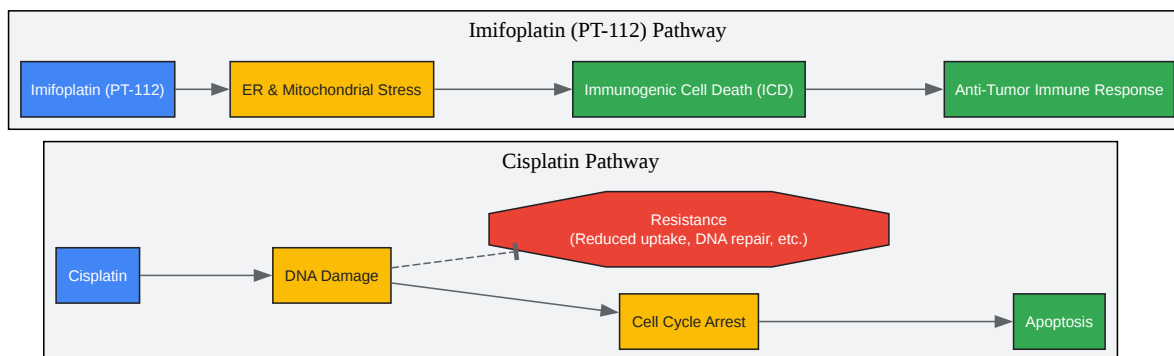 Imifoplatin (PT-112) Pathway
Imifoplatin (PT-112)
ER & Mitochondrial Stress
Immunogenic Cell Death (ICD)
Anti-Tumor Immune Response
Cisplatin Pathway
Resistance
(Reduced uptake, DNA repair, etc.)
Cisplatin
DNA Damage
Cell Cycle Arrest
Apoptosis